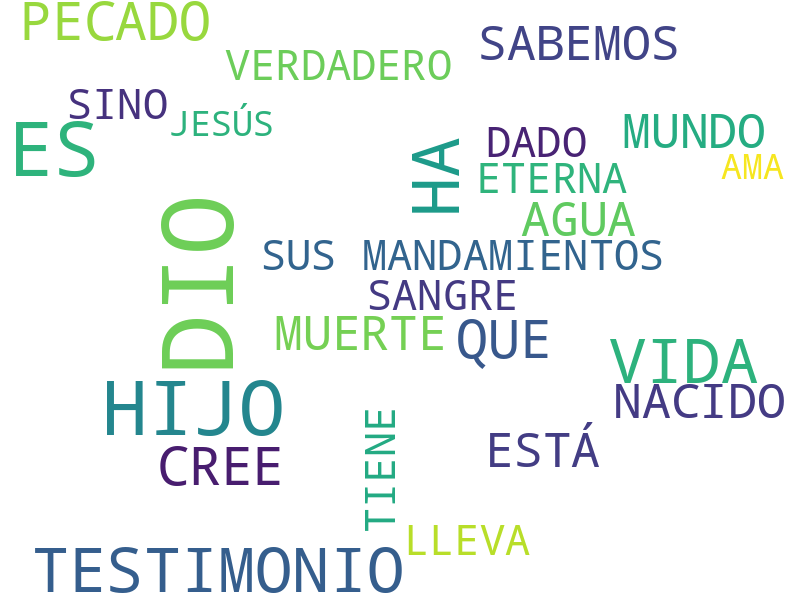 PECADO
SABEMOS
VERDADERO
SINO
JESÚS
ES
DADO
MUNDO
AMA
HA
ETERNA
AGUA
DIO
SUS MANDAMIENTOS
SANGRE
MUERTE
QUE
VIDA
HIJO
NACIDO
CREE
TIENE
ESTÁ
LLEVA
TESTIMONIO